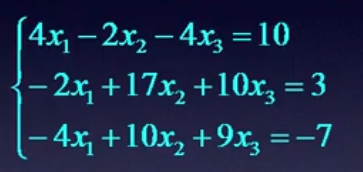 4x₁ − 2x₂ − 4x₃ = 10
− 2x₁ + 17x₂ + 10x₃ = 3
− 4x₁ + 10x₂ + 9x₃ = −7